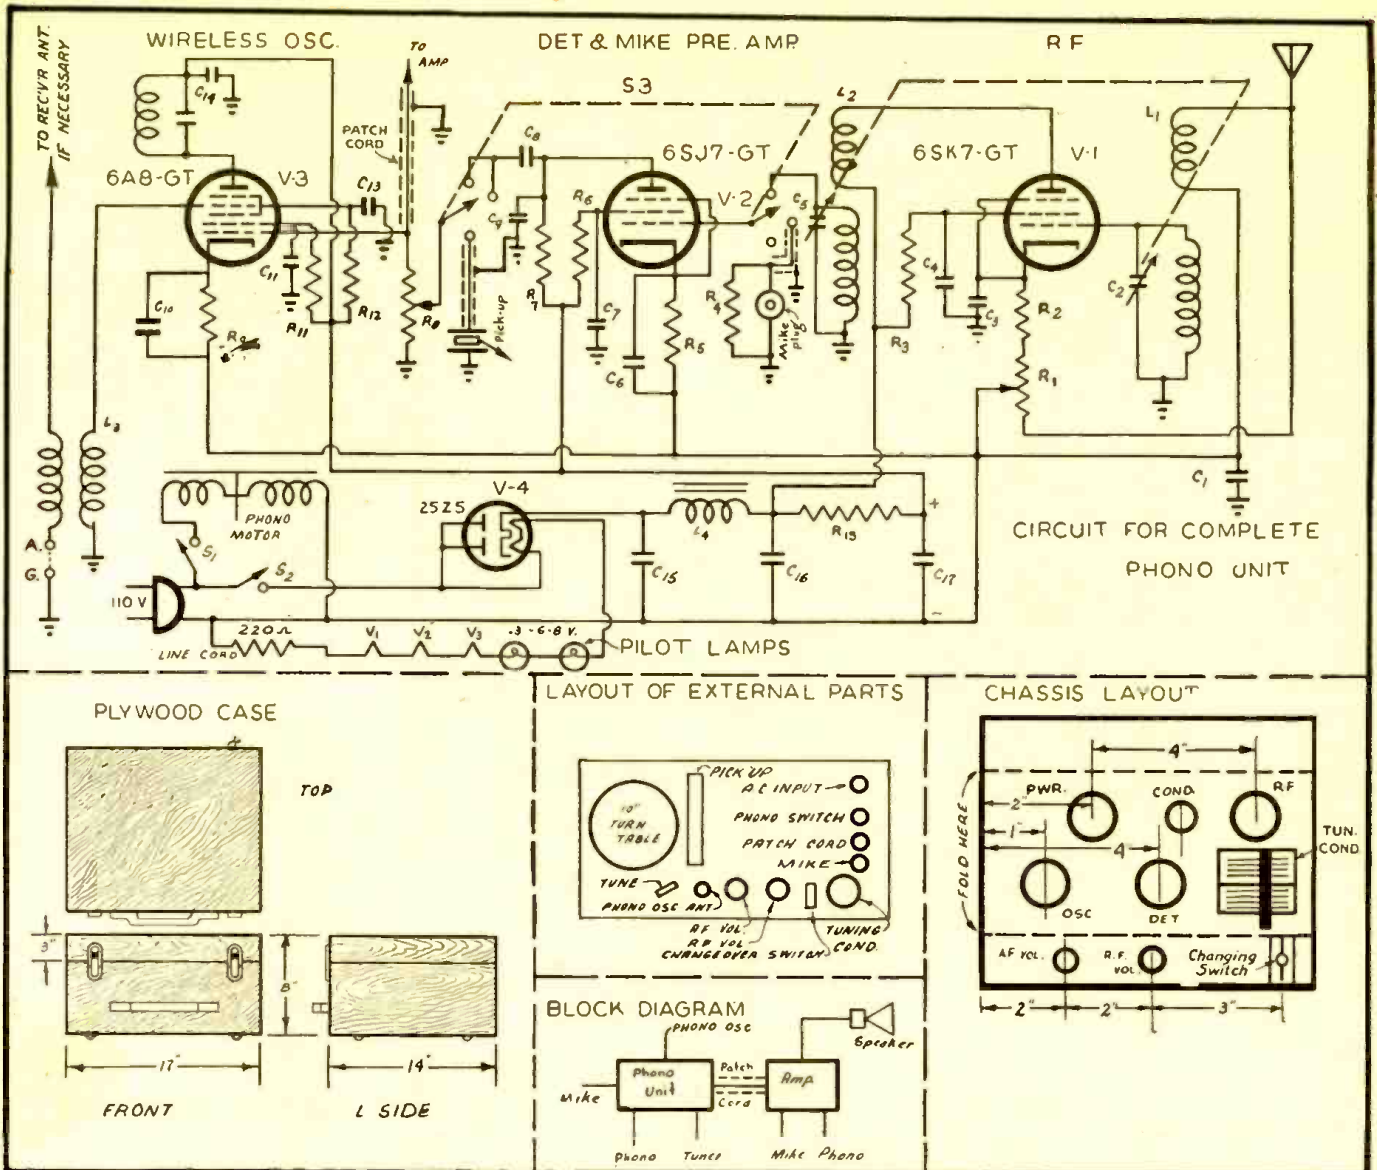 WIRELESS OSC.
DET & MIKE PRE. AMP
R F
TO REC'V'R ANT.
IF NECESSARY
TO
AMP
S3
PATCH
CORD
C14
6A8-GT
V-3
C13
C11
R11
R12
C10
R8
Pick-up
C8
C9
R7
R6
6SJ7-GT
V-2
C7
C6
R5
R4
Mike
plug
C5
L2
6SK7-GT
V-1
L1
C4
C3
R3
R2
R1
C2
C1
L3
PHONO
MOTOR
S1
S2
A.
G.
110 V
V-4
25Z5
L4
R13
C15
C16
C17
+
-
220Ω
LINE CORD
V1
V2
V3
.3 - 6-8 V.
PILOT LAMPS
CIRCUIT FOR COMPLETE
PHONO UNIT
PLYWOOD CASE
TOP
3"
8"
17"
14"
FRONT
L SIDE
LAYOUT OF EXTERNAL PARTS
PICK UP
AC INPUT
10"
TURN
TABLE
PHONO SWITCH
PATCH CORD
MIKE
TUNE
PHONO OSC ANT
AF VOL.
RF VOL
CHANGEOVER SWITCH
TUNING
COND.
BLOCK DIAGRAM
PHONO OSC
Speaker
Phono
Unit
Patch
Cord
Amp
Mike
Phono
Tuner
Mike
Phono
CHASSIS LAYOUT
4"
PWR.
COND.
RF
2"
1"
4
FOLD HERE
TUN.
COND
OSC
DET
AF VOL.
R.F.
VOL.
Changing
Switch
2"
2"
3"